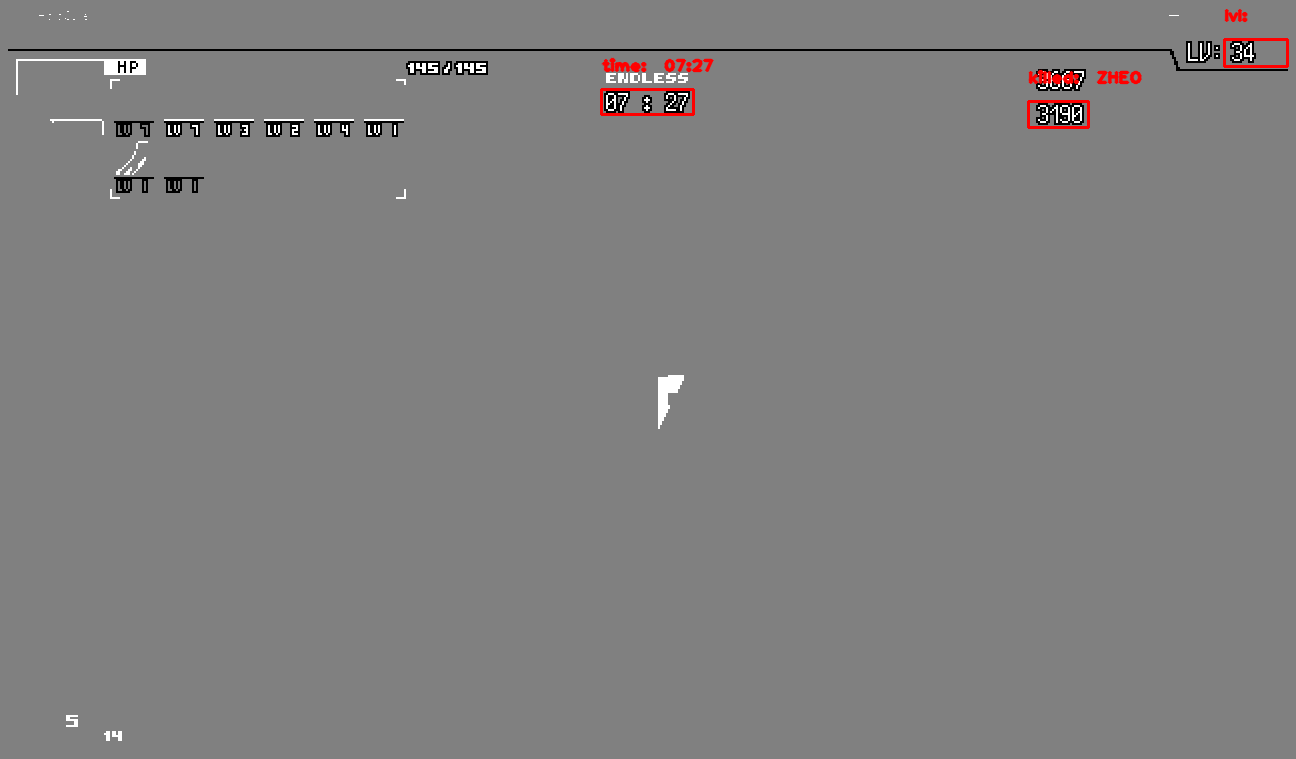 lvl:
LV: 34
HP 145/145
time: 07:27
ENDLESS
07 : 27
killed: ZHEO
3190
LV 7 LV 7 LV 3 LV 2 LV 4 LV 1
LV 1 LV 1
5
14